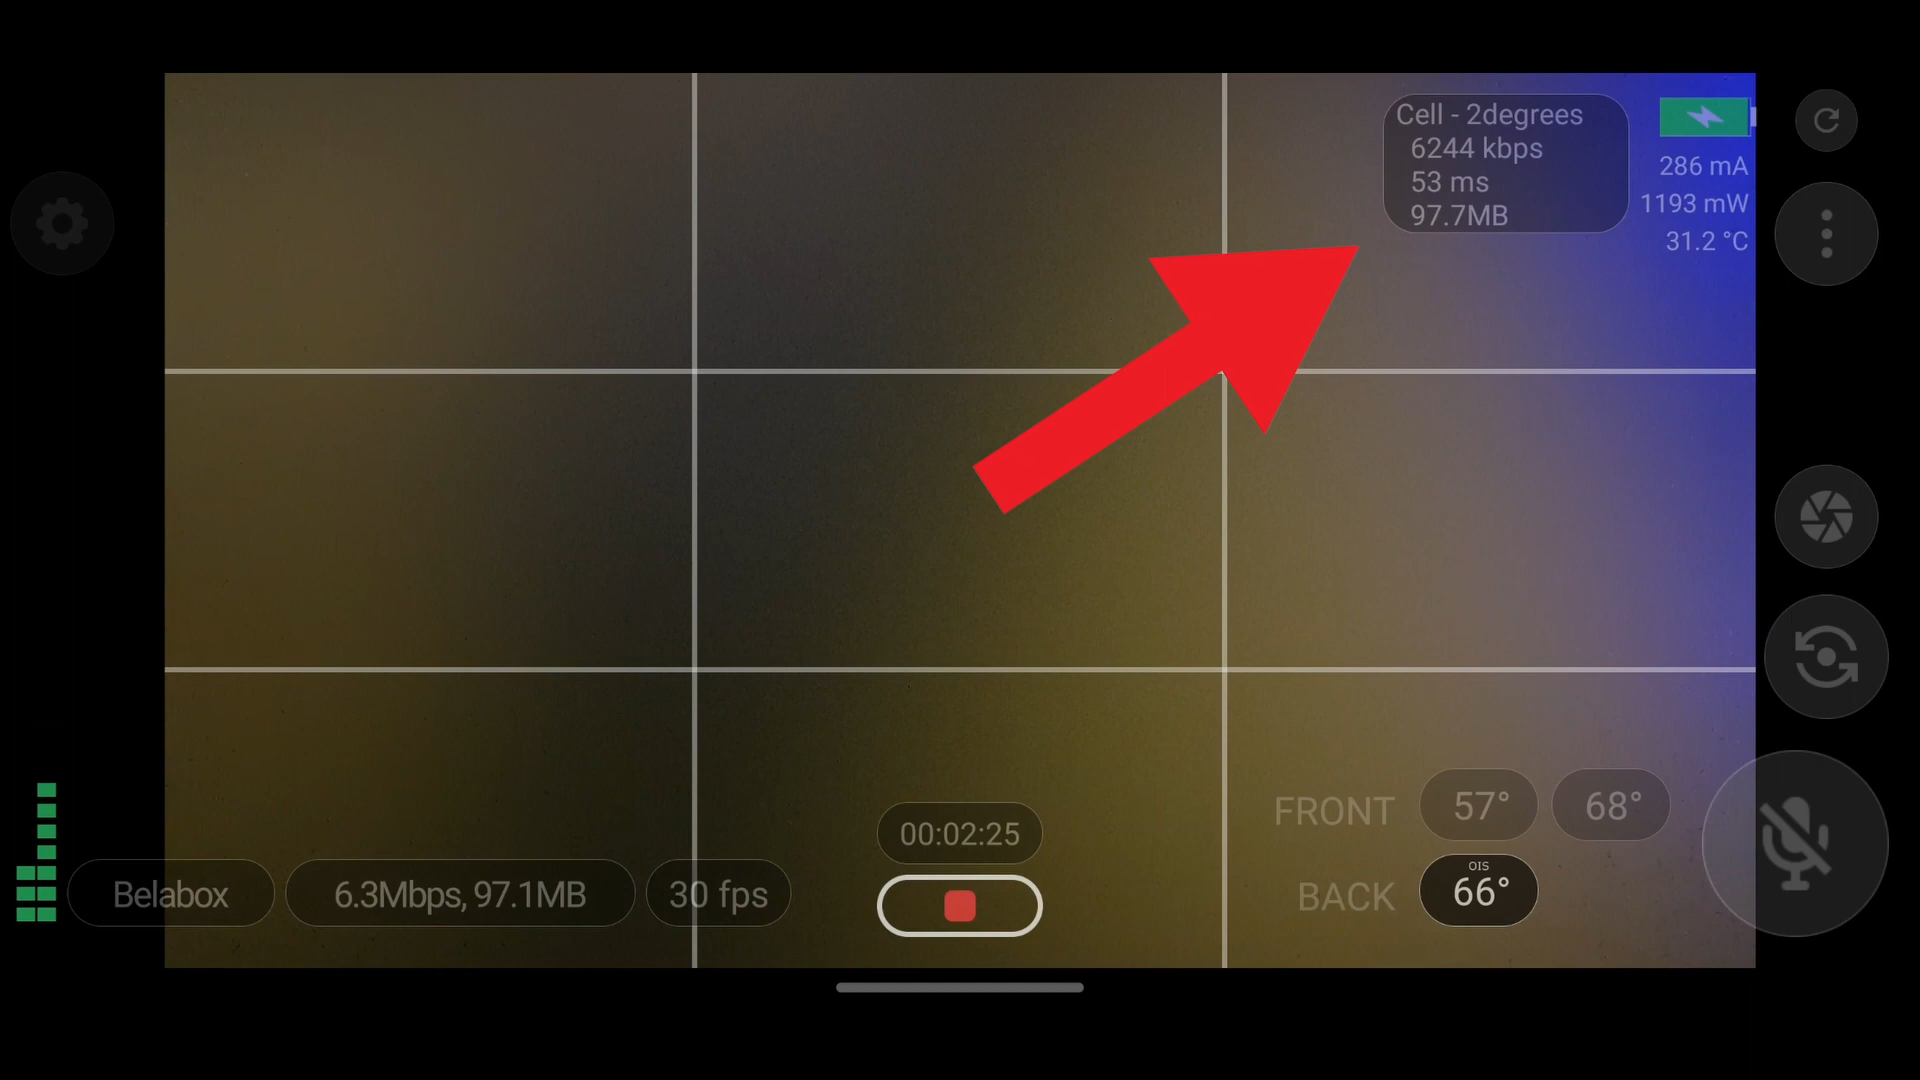 Cell - 2degrees
6244 kbps
53 ms
97.7MB
286 mA
1193 mW
31.2 °C
00:02:25
FRONT
57°
68°
Belabox
6.3Mbps, 97.1MB
30 fps
BACK
OIS
66°